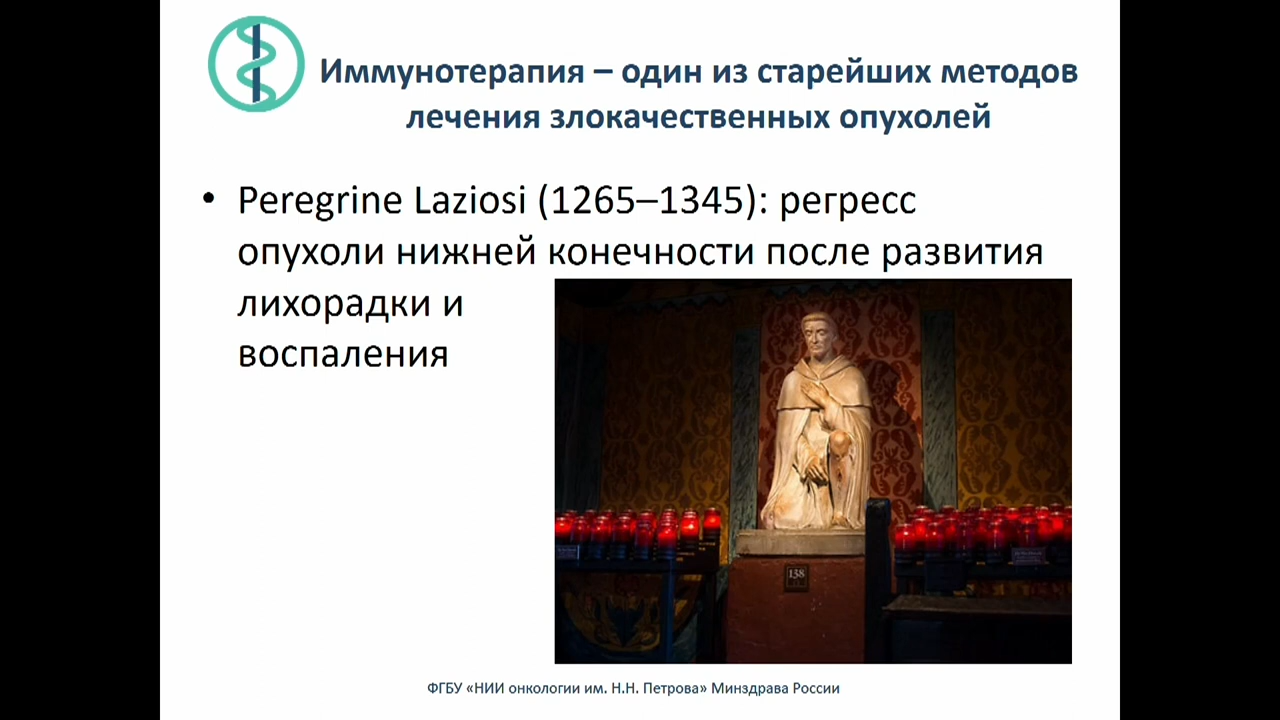 Иммунотерапия – один из старейших методов
лечения злокачественных опухолей
• Peregrine Laziosi (1265–1345): регресс
опухоли нижней конечности после развития
лихорадки и
воспаления
138
ФГБУ «НИИ онкологии им. Н.Н. Петрова» Минздрава России